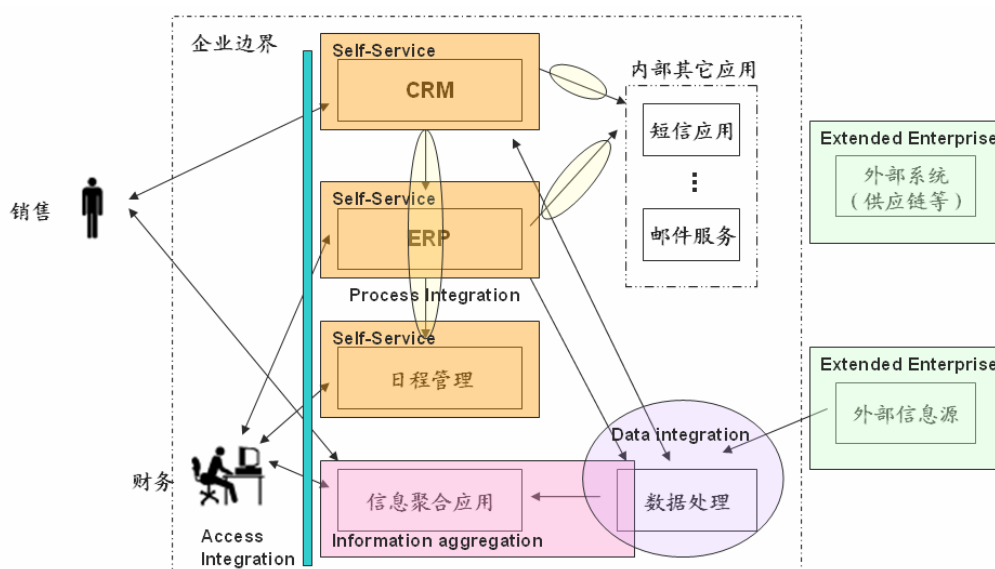 企业边界
Self-Service
CRM
内部其它应用
短信应用
⋮
邮件服务
Extended Enterprise
外部系统
（供应链等）
销售
Self-Service
ERP
Process Integration
Self-Service
日程管理
Extended Enterprise
外部信息源
Data integration
财务
信息聚合应用
数据处理
Access
Integration
Information aggregation